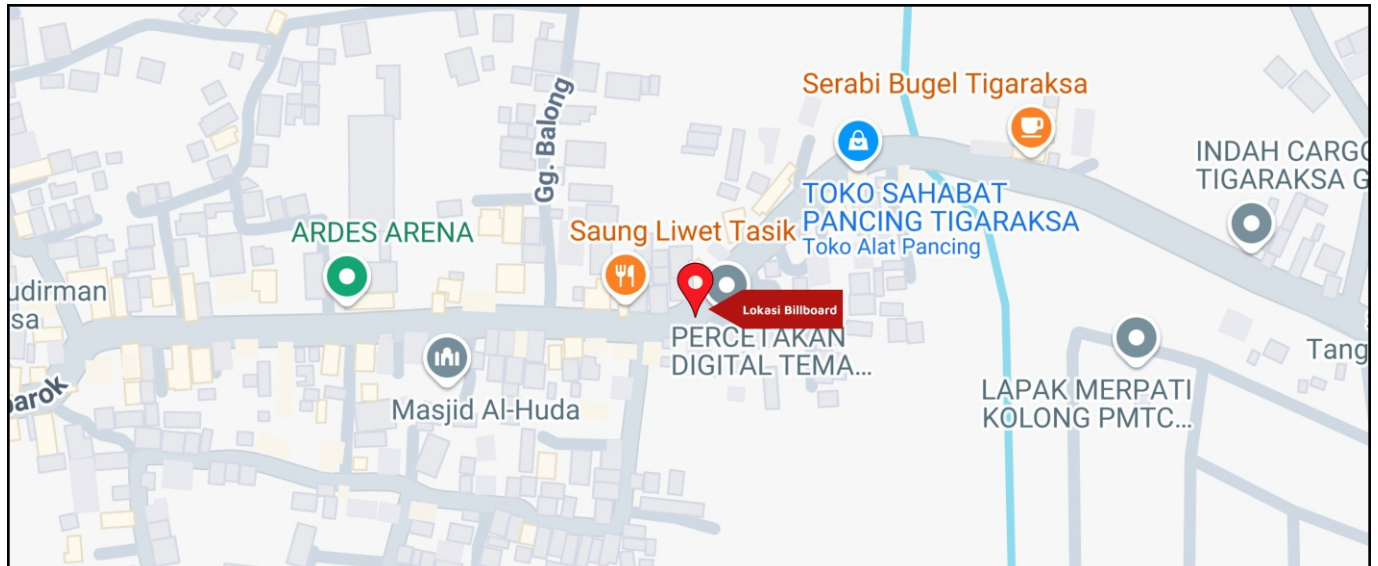 Serabi Bugel Tigaraksa
Gg. Balong
INDAH CARGO
TIGARAKSA G
TOKO SAHABAT
PANCING TIGARAKSA
Toko Alat Pancing
ARDES ARENA
Saung Liwet Tasik
udirman
sa
Lokasi Billboard
PERCETAKAN
DIGITAL TEMA...
Tang
Masjid Al-Huda
LAPAK MERPATI
KOLONG PMTC...
arok